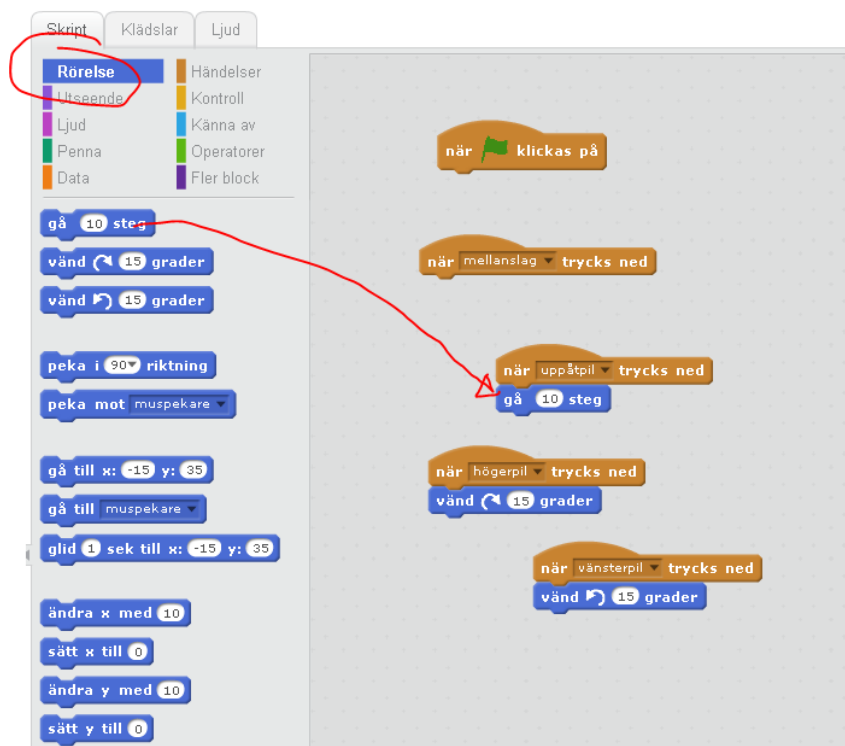 Skript Klädslar Ljud
Rörelse Händelser
Utseende Kontroll
Ljud Känna av
Penna Operatorer
Data Fler block
gå 10 steg
vänd 15 grader
vänd 15 grader
peka i 90 riktning
peka mot muspekare
gå till x: -15 y: 35
gå till muspekare
glid 1 sek till x: -15 y: 35
ändra x med 10
sätt x till 0
ändra y med 10
sätt y till 0
när klickas på
när mellanslag trycks ned
när uppåtpil trycks ned
gå 10 steg
när högerpil trycks ned
vänd 15 grader
när vänsterpil trycks ned
vänd 15 grader